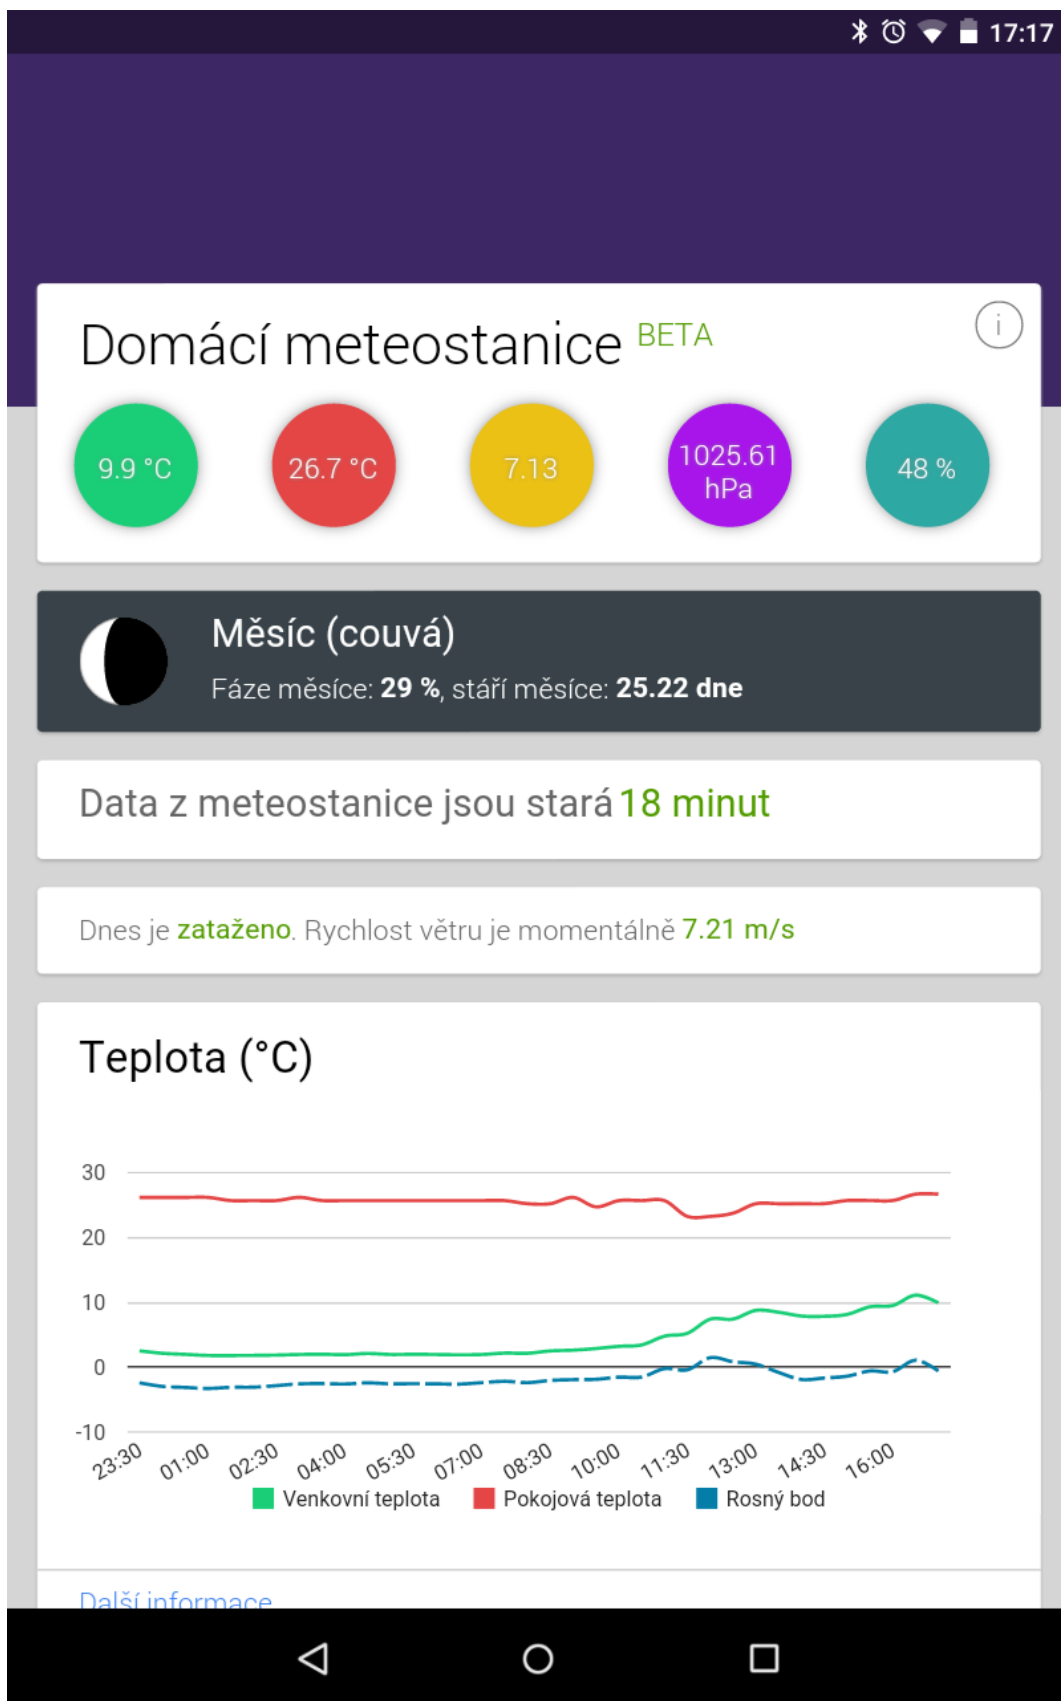 17:17
Domácí meteostanice BETA
i
9.9 °C 26.7 °C 7.13 1025.61 hPa 48 %
Měsíc (couvá)
Fáze měsíce: 29 %, stáří měsíce: 25.22 dne
Data z meteostanice jsou stará 18 minut
Dnes je zataženo. Rychlost větru je momentálně 7.21 m/s
Teplota (°C)
30
20
10
0
-10
23:30 01:00 02:30 04:00 05:30 07:00 08:30 10:00 11:30 13:00 14:30 16:00
Venkovní teplota Pokojová teplota Rosný bod
Další informace